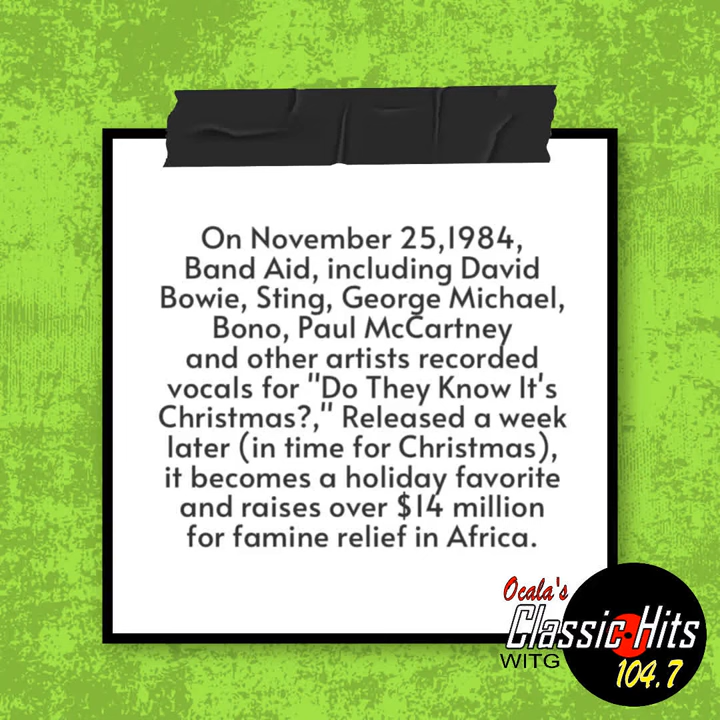 On November 25,1984,
Band Aid, including David
Bowie, Sting, George Michael,
Bono, Paul McCartney
and other artists recorded
vocals for "Do They Know It's
Christmas?," Released a week
later (in time for Christmas),
it becomes a holiday favorite
and raises over $14 million
for famine relief in Africa.
Ocala's
Classic Hits
WITG
104.7